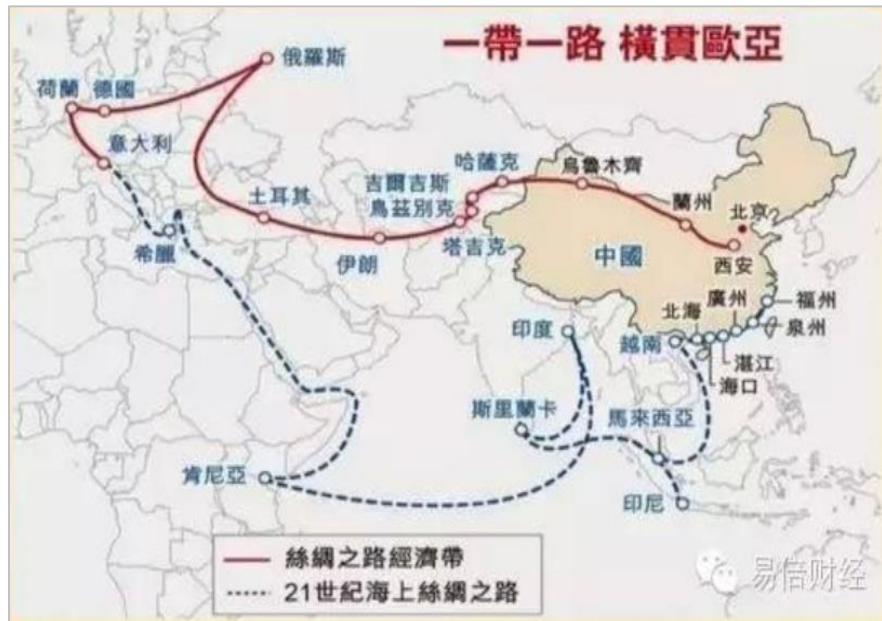 一帶一路 橫貫歐亞
俄羅斯
荷蘭
德國
意大利
哈薩克
烏魯木齊
吉爾吉斯
烏茲別克
土耳其
蘭州
北京
伊朗
塔吉克
希臘
中國
西安
廣州
福州
北海
印度
越南
泉州
湛江
海口
斯里蘭卡
馬來西亞
肯尼亞
印尼
絲綢之路經濟帶
21世紀海上絲綢之路
易倍财经